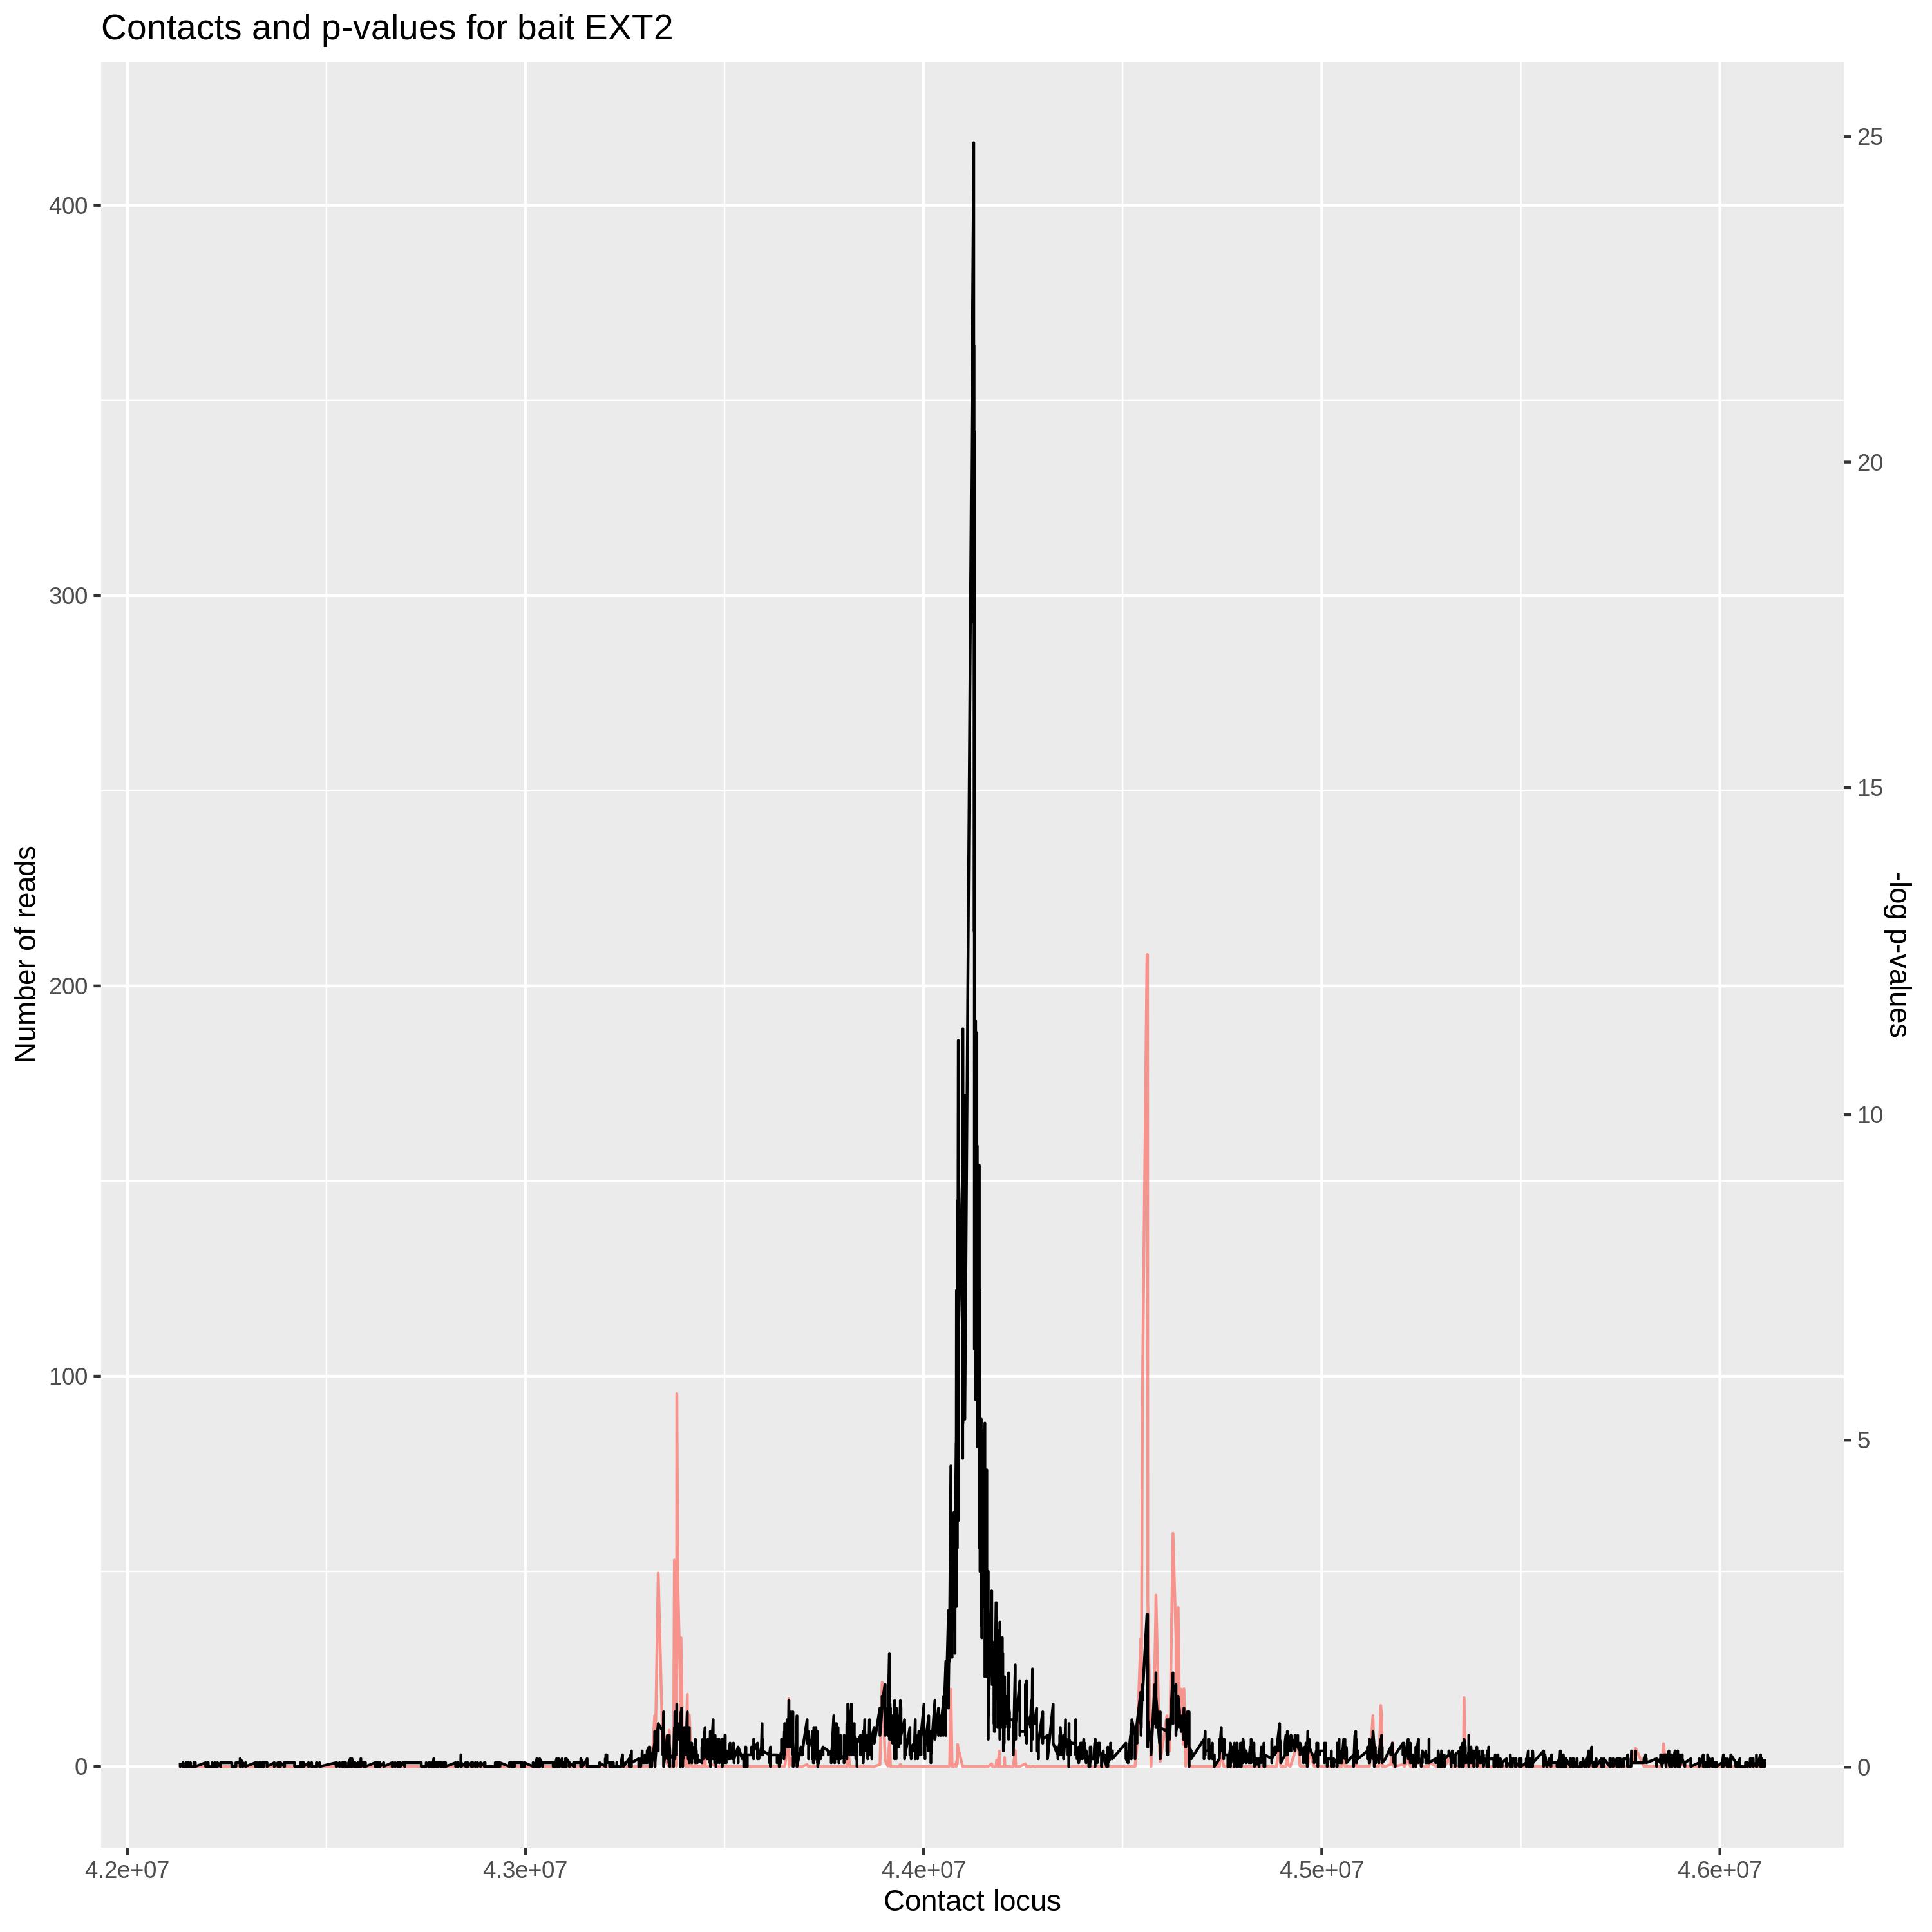 Contacts and p-values for bait EXT2
400
300
200
100
0
Number of reads
25
20
15
10
5
0
-log p-values
4.2e+07
4.3e+07
4.4e+07
4.5e+07
4.6e+07
Contact locus